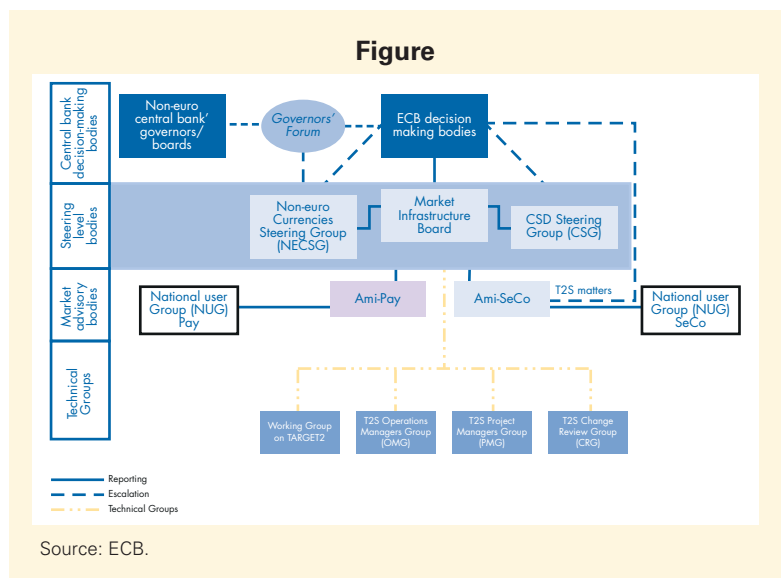 Figure
Central bank
decision-making
bodies
Non-euro
central bank'
governors/
boards
Governors'
Forum
ECB decision
making bodies
Steering
level bodies
Non-euro
Currencies
Steering Group
(NECSG)
Market
Infrastructure
Board
CSD Steering
Group (CSG)
Market
advisory
bodies
National user
Group (NUG)
Pay
Ami-Pay
Ami-SeCo
T2S matters
National user
Group (NUG)
SeCo
Technical
Groups
Working Group
on TARGET2
T2S Operations
Managers Group
(OMG)
T2S Project
Managers Group
(PMG)
T2S Change
Review Group
(CRG)
Reporting
Escalation
Technical Groups
Source: ECB.